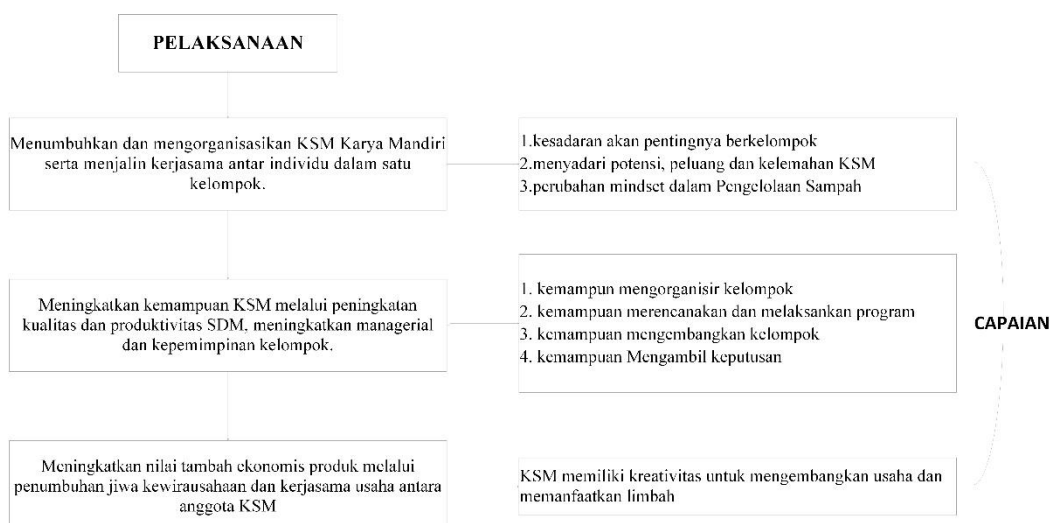 PELAKSANAAN
Menumbuhkan dan mengorganisasikan KSM Karya Mandiri
serta menjalin kerjasama antar individu dalam satu
kelompok.
1.kesadaran akan pentingnya berkelompok
2.menyadari potensi, peluang dan kelemahan KSM
3.perubahan mindset dalam Pengelolaan Sampah
Meningkatkan kemampuan KSM melalui peningkatan
kualitas dan produktivitas SDM, meningkatkan managerial
dan kepemimpinan kelompok.
1. kemampun mengorganisir kelompok
2. kemampuan merencanakan dan melaksankan program
3. kemampuan mengembangkan kelompok
4. kemampuan Mengambil keputusan
CAPAIAN
Meningkatkan nilai tambah ekonomis produk melalui
penumbuhan jiwa kewirausahaan dan kerjasama usaha antara
anggota KSM
KSM memiliki kreativitas untuk mengembangkan usaha dan
memanfaatkan limbah